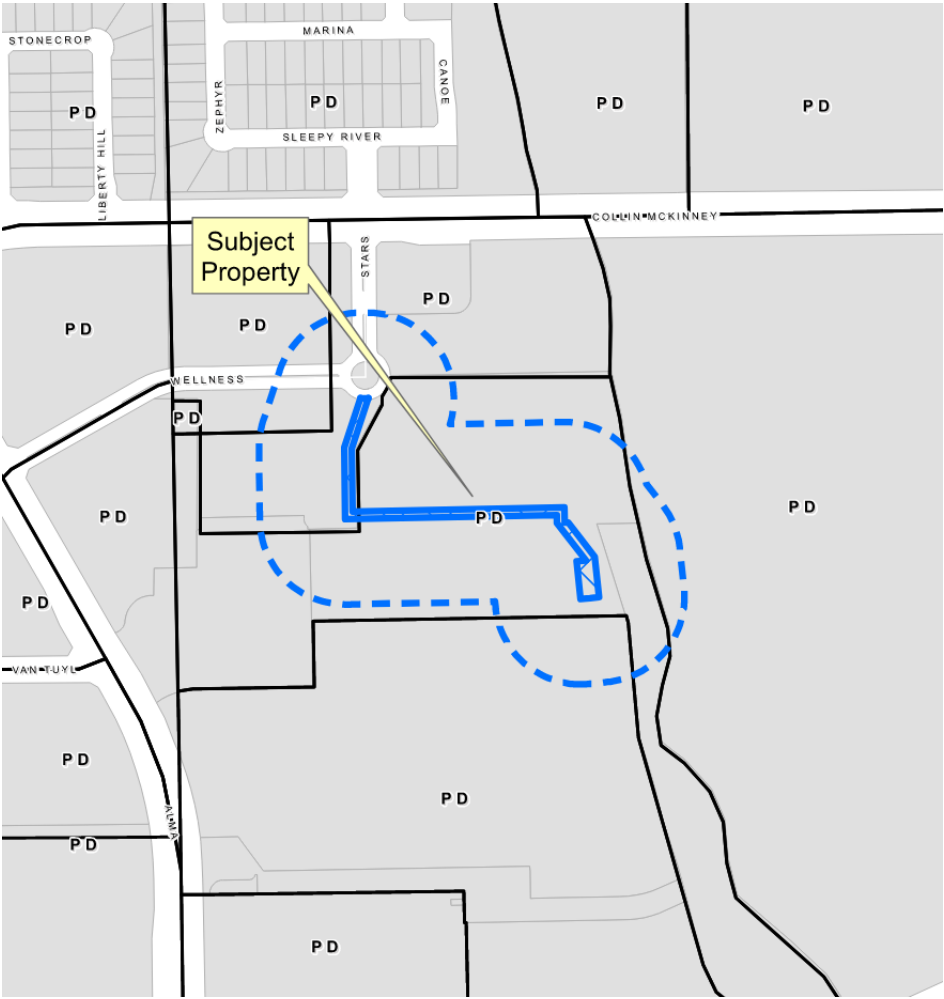 STONECROP
MARINA
CANOE
ZEPHYR
PD
PD
PD
PD
SLEEPY RIVER
LIBERTY HILL
COLLIN MCKINNEY
Subject
Property
STARS
PD
PD
PD
WELLNESS
PD
PD
PD
PD
PD
VAN TUYL
PD
PD
ALMA
PD
PD